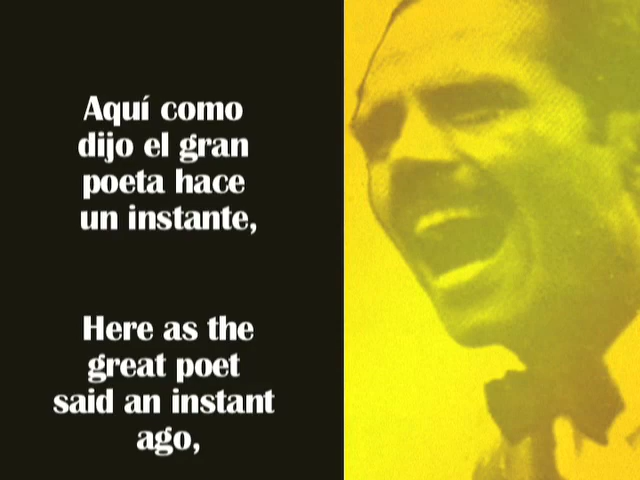 Aquí como
dijo el gran
poeta hace
un instante,
Here as the
great poet
said an instant
ago,